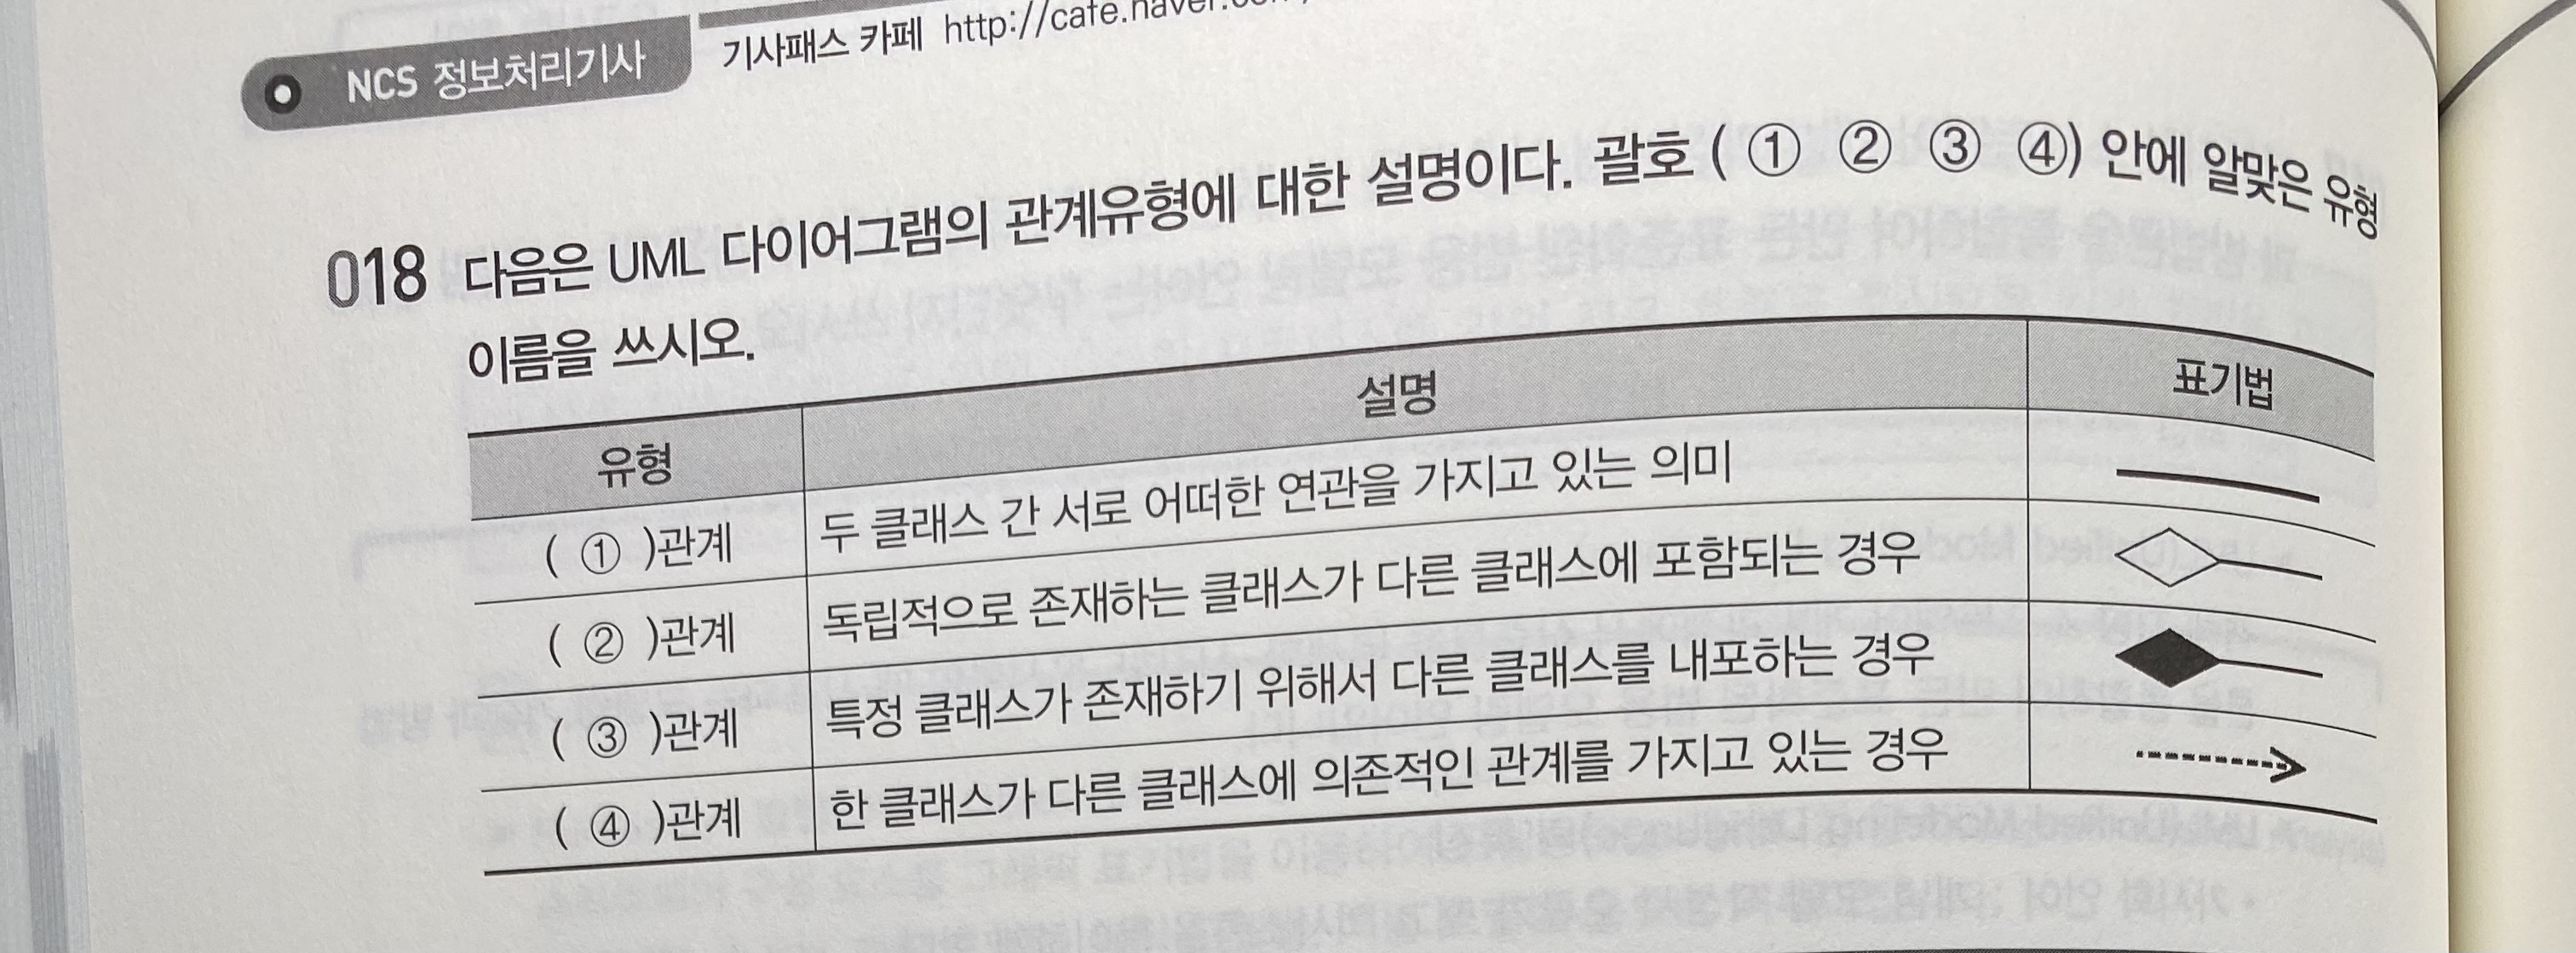 NCS 정보처리기사
기사패스 카페 http://cafe.naver.com
018 다음은 UML 다이어그램의 관계유형에 대한 설명이다. 괄호 ( ① ② ③ ④) 안에 알맞은 유형
이름을 쓰시오.
유형 설명 표기법
( ① )관계 두 클래스 간 서로 어떠한 연관을 가지고 있는 의미
( ② )관계 독립적으로 존재하는 클래스가 다른 클래스에 포함되는 경우
( ③ )관계 특정 클래스가 존재하기 위해서 다른 클래스를 내포하는 경우
( ④ )관계 한 클래스가 다른 클래스에 의존적인 관계를 가지고 있는 경우